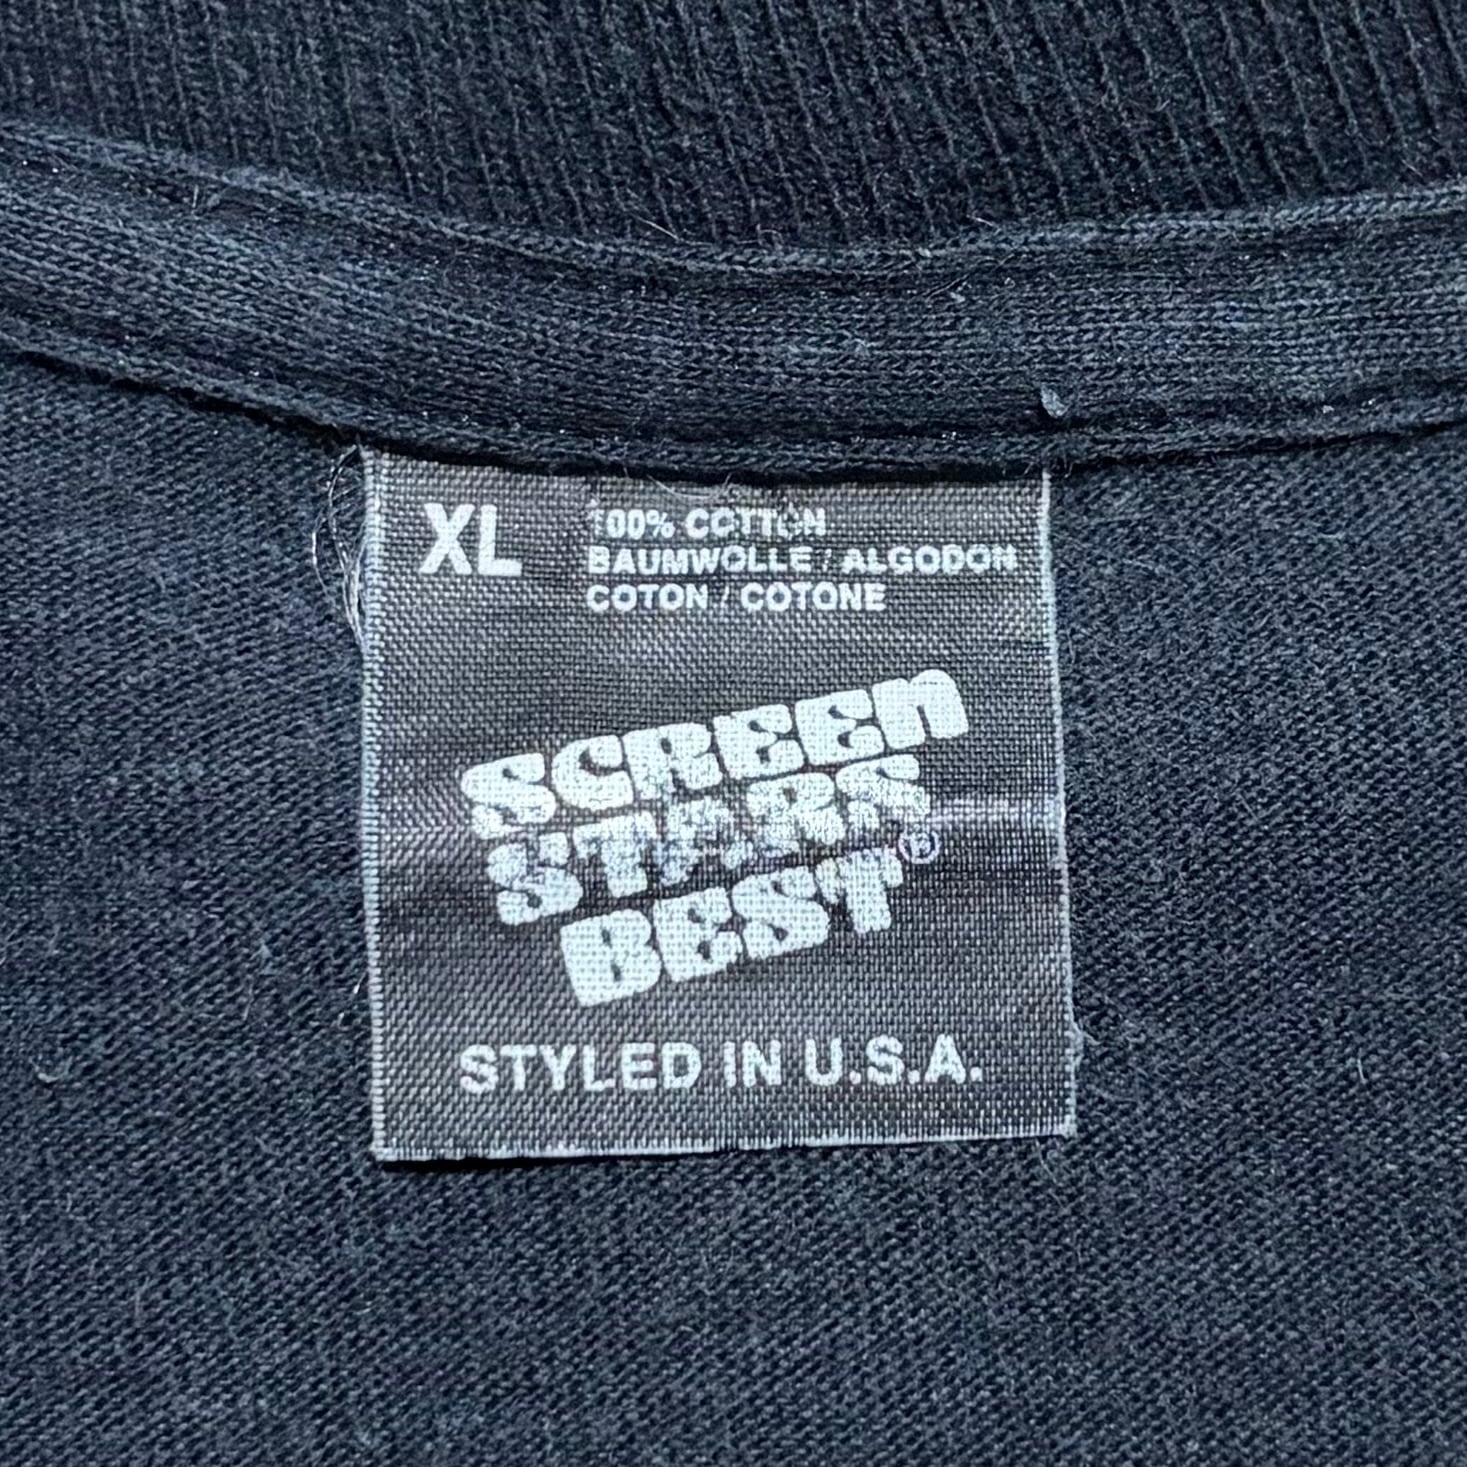 XL
100% COTTON
BAUMWOLLE / ALGODON
COTON / COTONE
SCREEN
STARS
BEST®
STYLED IN U.S.A.